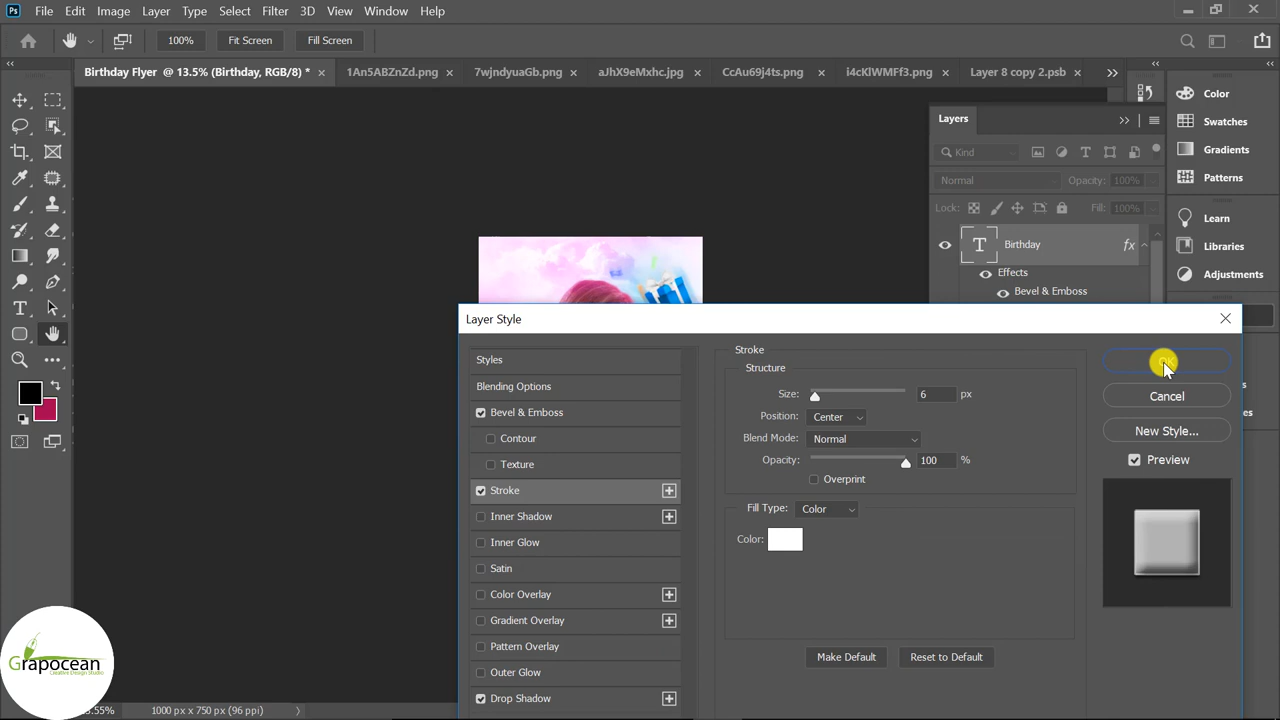 Ps File Edit Image Layer Type Select Filter 3D View Window Help
100% Fit Screen Fill Screen
Birthday Flyer @ 13.5% (Birthday, RGB/8) * 1An5ABZnZd.png 7wjndyuaGb.png aJhX9eMxhc.jpg CcAu69j4ts.png i4cKlWMFf3.png Layer 8 copy 2.psb
Color
Swatches
Gradients
Patterns
Learn
Libraries
Adjustments
Layers
Kind
Normal Opacity: 100%
Lock: Fill: 100%
T Birthday fx
Effects
Bevel & Emboss
Layer Style
Styles
Blending Options
Bevel & Emboss
Contour
Texture
Stroke
Inner Shadow
Inner Glow
Satin
Color Overlay
Gradient Overlay
Pattern Overlay
Outer Glow
Drop Shadow
Stroke
Structure
Size: 6 px
Position: Center
Blend Mode: Normal
Opacity: 100 %
Overprint
Fill Type: Color
Color:
Make Default Reset to Default
OK
Cancel
New Style...
Preview
Grapocean
Creative Design Studio
1000 px x 750 px (96 ppi)